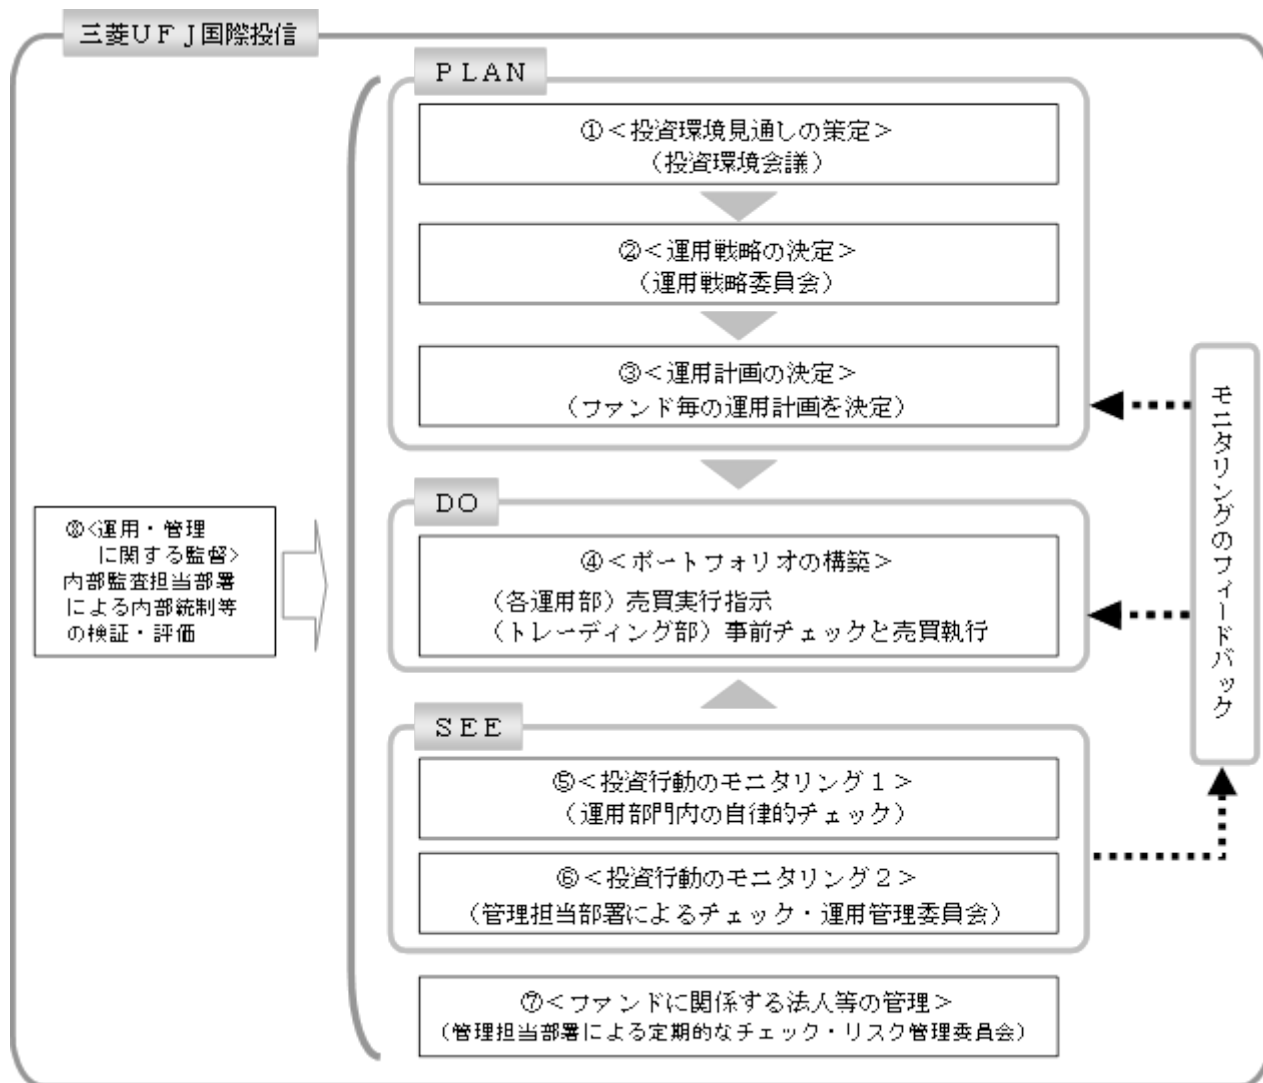 三菱ＵＦＪ国際投信
ＰＬＡＮ
①＜投資環境見通しの策定＞
（投資環境会議）
②＜運用戦略の決定＞
（運用戦略委員会）
③＜運用計画の決定＞
（ファンド毎の運用計画を決定）
ＤＯ
④＜ポートフォリオの構築＞
（各運用部）売買実行指示
（トレーディング部）事前チェックと売買執行
ＳＥＥ
⑤＜投資行動のモニタリング１＞
（運用部門内の自律的チェック）
⑥＜投資行動のモニタリング２＞
（管理担当部署によるチェック・運用管理委員会）
⑦＜ファンドに関係する法人等の管理＞
（管理担当部署による定期的なチェック・リスク管理委員会）
⑧＜運用・管理
に関する監督＞
内部監査担当部署
による内部統制等
の検証・評価
モニタリングのフィードバック